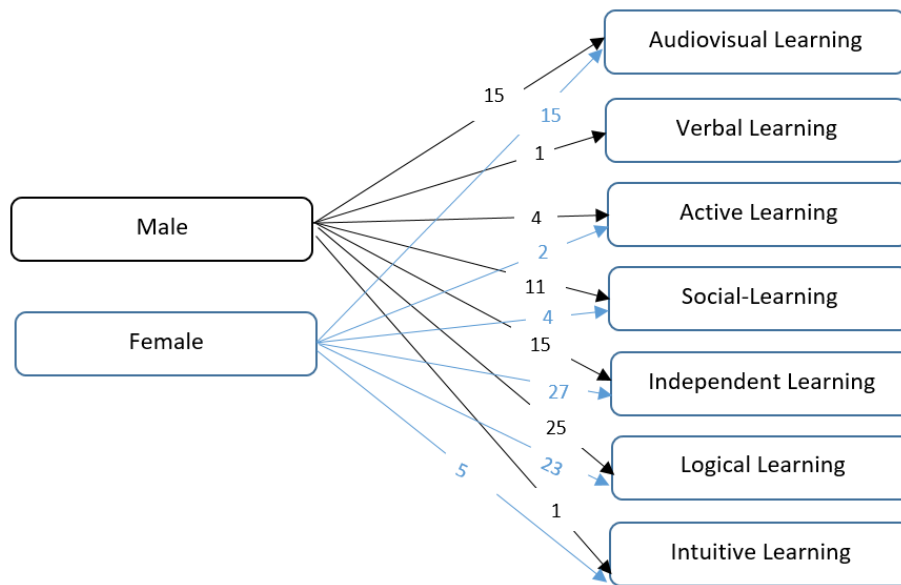 Audiovisual Learning
15
15
Verbal Learning
1
Male
4
Active Learning
2
11
Social-Learning
4
Female
15
Independent Learning
27
25
Logical Learning
23
5
1
Intuitive Learning